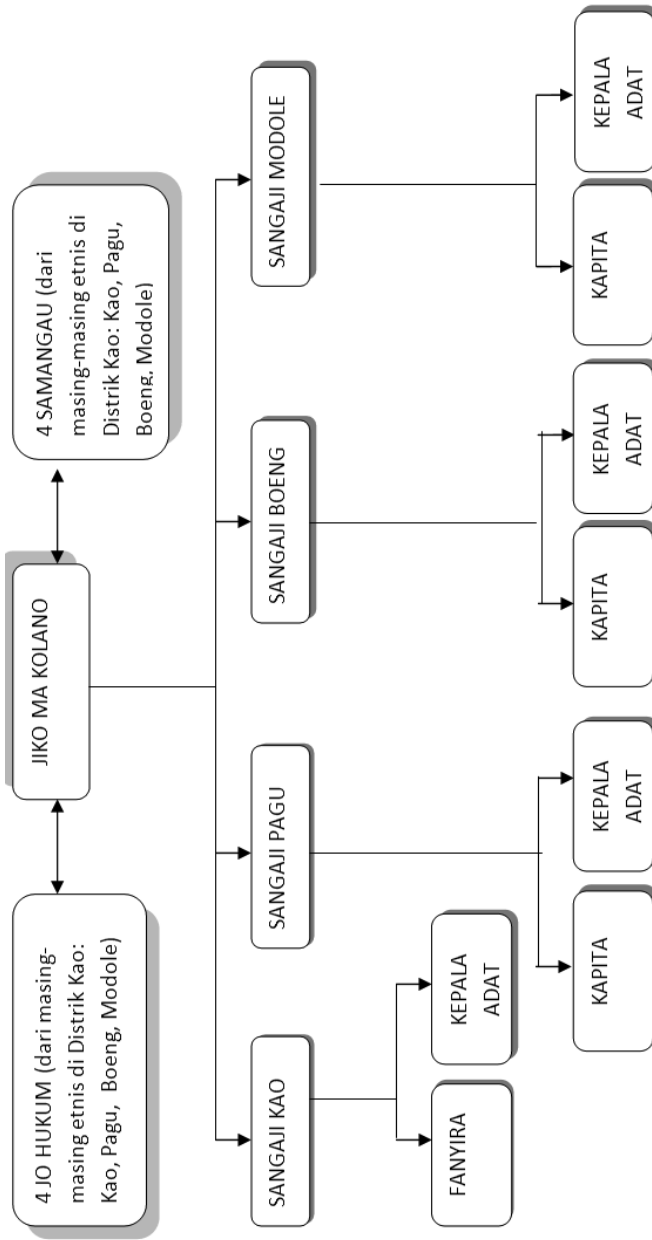 4 JO HUKUM (dari masing-
masing etnis di Distrik Kao:
Kao, Pagu, Boeng, Modole)
JIKO MA KOLANO
4 SAMANGAU (dari
masing-masing etnis di
Distrik Kao: Kao, Pagu,
Boeng, Modole)
SANGAJI KAO
SANGAJI PAGU
SANGAJI BOENG
SANGAJI MODOLE
FANYIRA
KEPALA
ADAT
KAPITA
KEPALA
ADAT
KAPITA
KEPALA
ADAT
KAPITA
KEPALA
ADAT